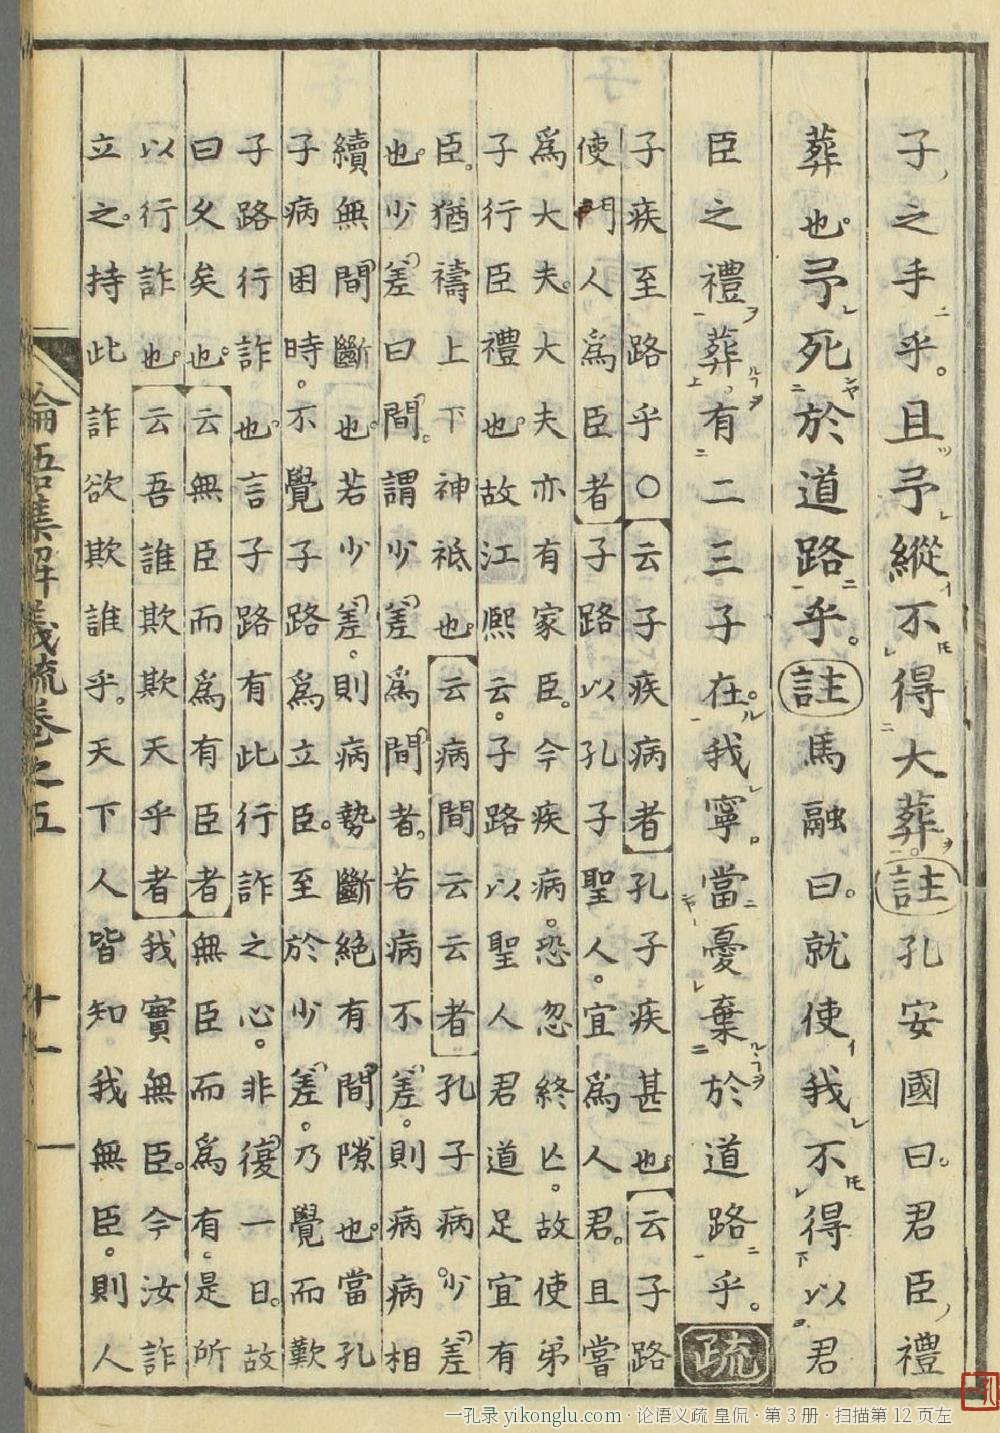 子之手乎。且予縱不得大葬。註孔安國曰。君臣禮
葬也。予死於道路乎。註馬融曰。就使我不得以君
臣之禮葬。有二三子在。我寧。當憂棄於道路乎。疏
子疾至路乎○云子疾病者孔子疾甚也。云子路
使門人爲臣者子路以孔子聖人。宜爲人君。且嘗
爲大夫。大夫亦有家臣。今疾病。恐忽終亾。故使弟
子行臣禮也。故江熙云。子路以聖人君道足宜有
臣。猶禱上下神祗也。云病間云云者孔子病。少差
也。少差曰間。謂少差爲間者。若病不差。則病病相
續無間斷也。若少差。則病勢斷絕有間隙也。當孔
子病困時。不覺子路爲立臣。至於少差。乃覺而歎
子路行詐也。言子路有此行詐之心。非復一日。故
曰久矣也。云無臣而爲有臣者無臣而爲有。是所
以行詐也。云吾誰欺欺天乎者我實無臣。今汝詐
立之。持此詐欲欺誰乎。天下人皆知我無臣。則人
論語集解義疏卷之五 十一
一孔录 yikonglu.com · 论语义疏 皇侃 · 第 3 册 · 扫描第 12 页左
一孔